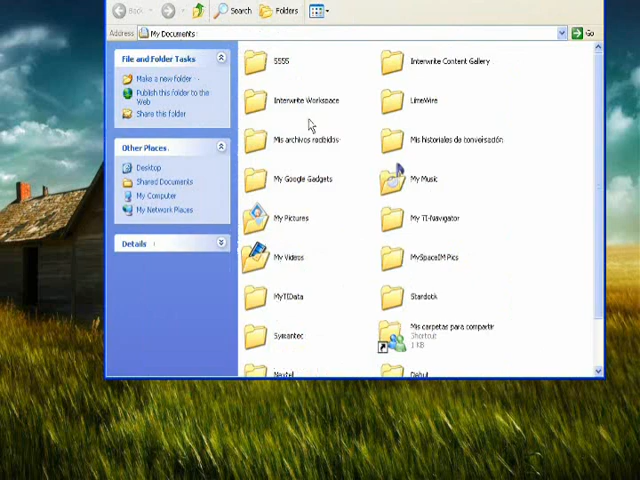 Back
Search
Folders
Address
My Documents
Go
File and Folder Tasks
Make a new folder
Publish this folder to the
Web
Share this folder
Other Places
Desktop
Shared Documents
My Computer
My Network Places
Details
5555
Interwrite Content Gallery
Interwrite Workspace
LimeWire
Mis archivos recibidos
Mis historiales de conversación
My Google Gadgets
My Music
My Pictures
My TI-Navigator
My Videos
MySpaceIM Pics
MyTIData
Stardock
Symantec
Mis carpetas para compartir
Shortcut
1 KB
Nextel